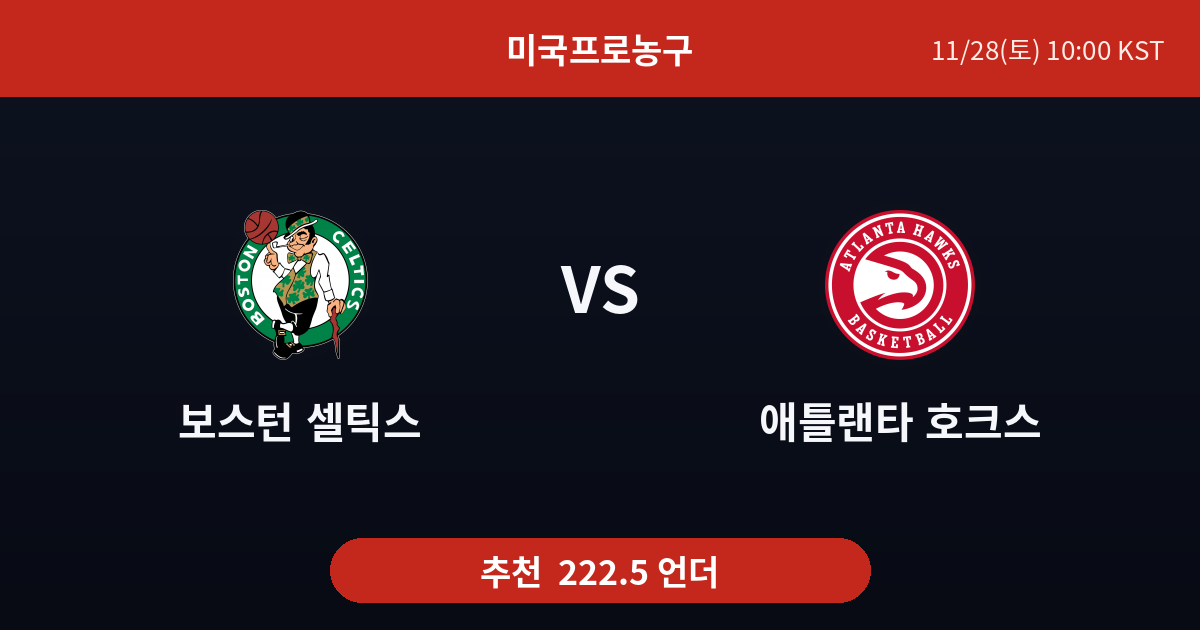 미국프로농구
11/28(토) 10:00 KST
BOSTON CELTICS
VS
ATLANTA HAWKS
BASKETBALL
보스턴 셀틱스
애틀랜타 호크스
추천 222.5 언더